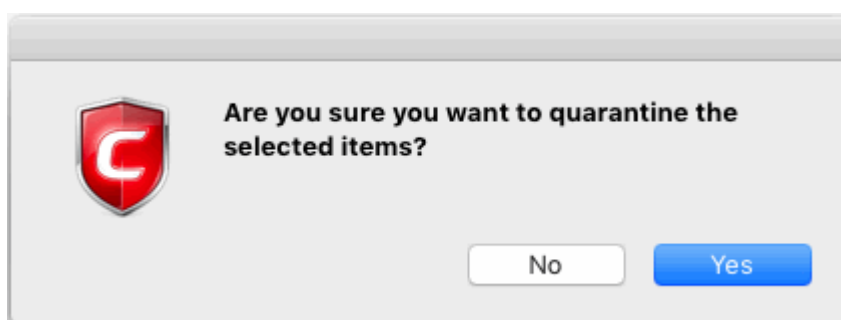 Are you sure you want to quarantine the
selected items?
C
No
Yes